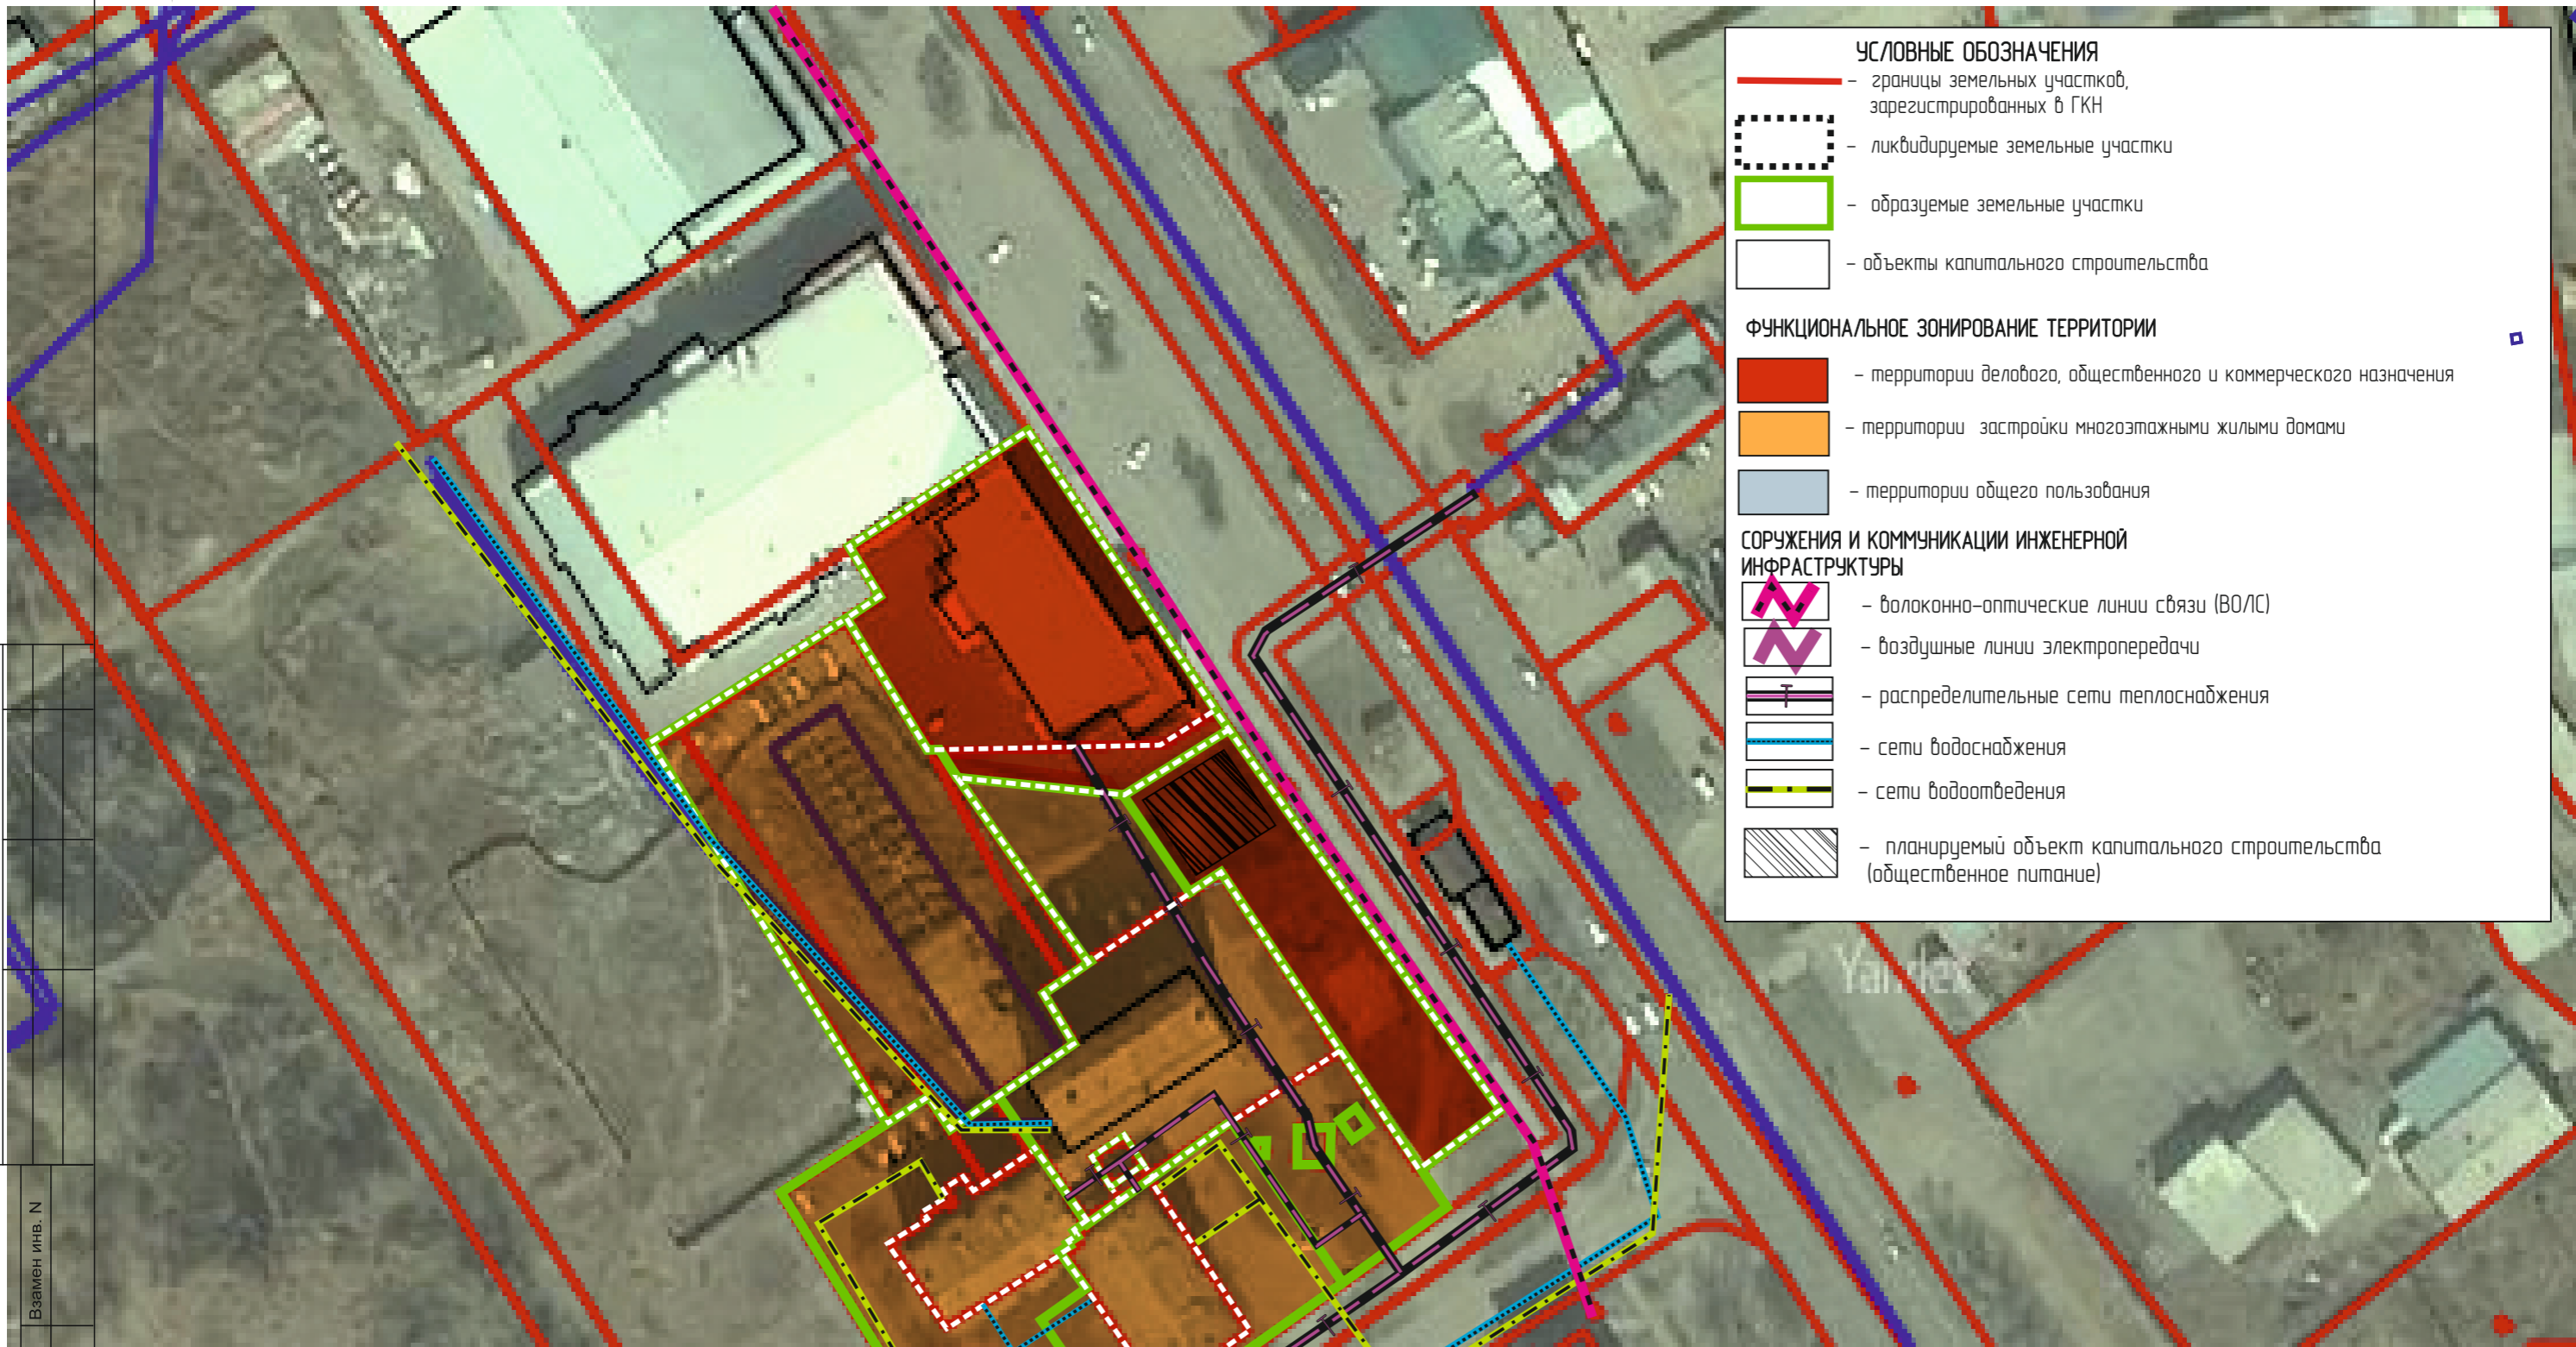 УСЛОВНЫЕ ОБОЗНАЧЕНИЯ
– границы земельных участков,
зарегистрированных в ГКН
– ликвидируемые земельные участки
– образуемые земельные участки
– объекты капитального строительства
ФУНКЦИОНАЛЬНОЕ ЗОНИРОВАНИЕ ТЕРРИТОРИИ
– территории делового, общественного и коммерческого назначения
– территории застройки многоэтажными жилыми домами
– территории общего пользования
СОРУЖЕНИЯ И КОММУНИКАЦИИ ИНЖЕНЕРНОЙ
ИНФРАСТРУКТУРЫ
– волоконно-оптические линии связи (ВОЛС)
– воздушные линии электропередачи
– распределительные сети теплоснабжения
– сети водоснабжения
– сети водоотведения
– планируемый объект капитального строительства
(общественное питание)
Yandex
Взамен инв. N